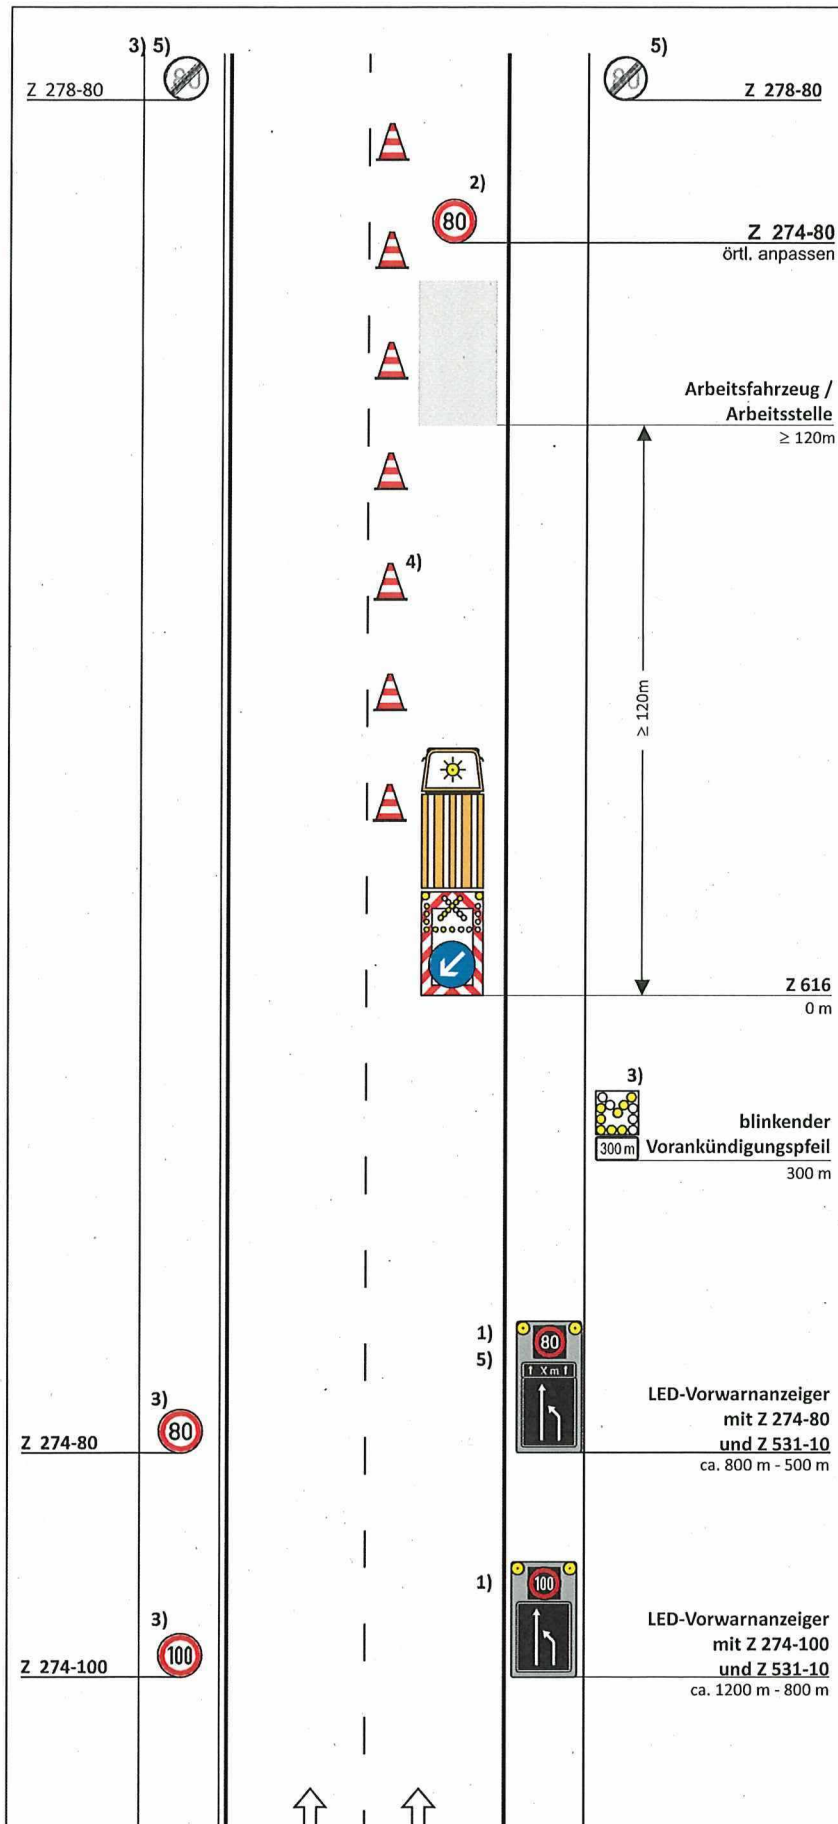 3) 5)
80
Z 278-80
5)
80
Z 278-80
2)
80
Z 274-80
örtl. anpassen
Arbeitsfahrzeug /
Arbeitsstelle
≥ 120m
4)
≥ 120m
Z 616
0 m
3)
300 m
blinkender
Vorankündigungspfeil
300 m
1)
5)
80
↑ X m ↑
LED-Vorwarnanzeiger
mit Z 274-80
und Z 531-10
ca. 800 m - 500 m
3)
80
Z 274-80
1)
100
LED-Vorwarnanzeiger
mit Z 274-100
und Z 531-10
ca. 1200 m - 800 m
3)
100
Z 274-100